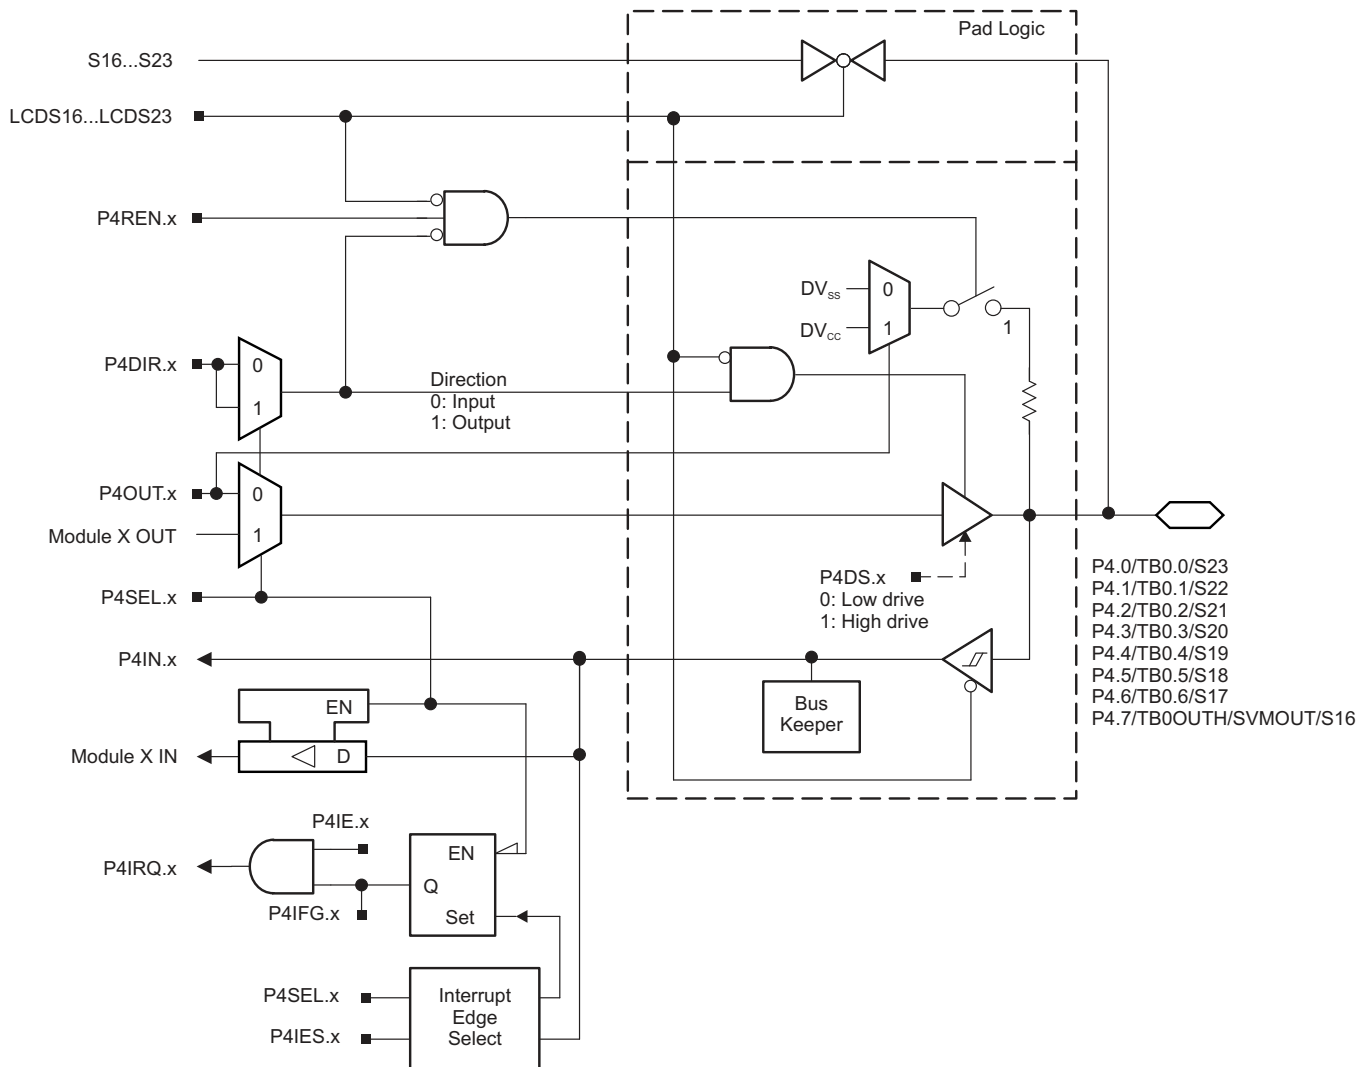 Pad Logic
S16...S23
LCDS16...LCDS23
P4REN.x
DVSS
0
DVCC
1
1
P4DIR.x
0
1
Direction
0: Input
1: Output
P4OUT.x
0
Module X OUT
1
P4DS.x
0: Low drive
1: High drive
P4SEL.x
P4.0/TB0.0/S23
P4.1/TB0.1/S22
P4.2/TB0.2/S21
P4.3/TB0.3/S20
P4.4/TB0.4/S19
P4.5/TB0.5/S18
P4.6/TB0.6/S17
P4.7/TB0OUTH/SVMOUT/S16
P4IN.x
Bus
Keeper
EN
Module X IN
D
P4IE.x
P4IRQ.x
EN
Q
Set
P4IFG.x
P4SEL.x
P4IES.x
Interrupt
Edge
Select